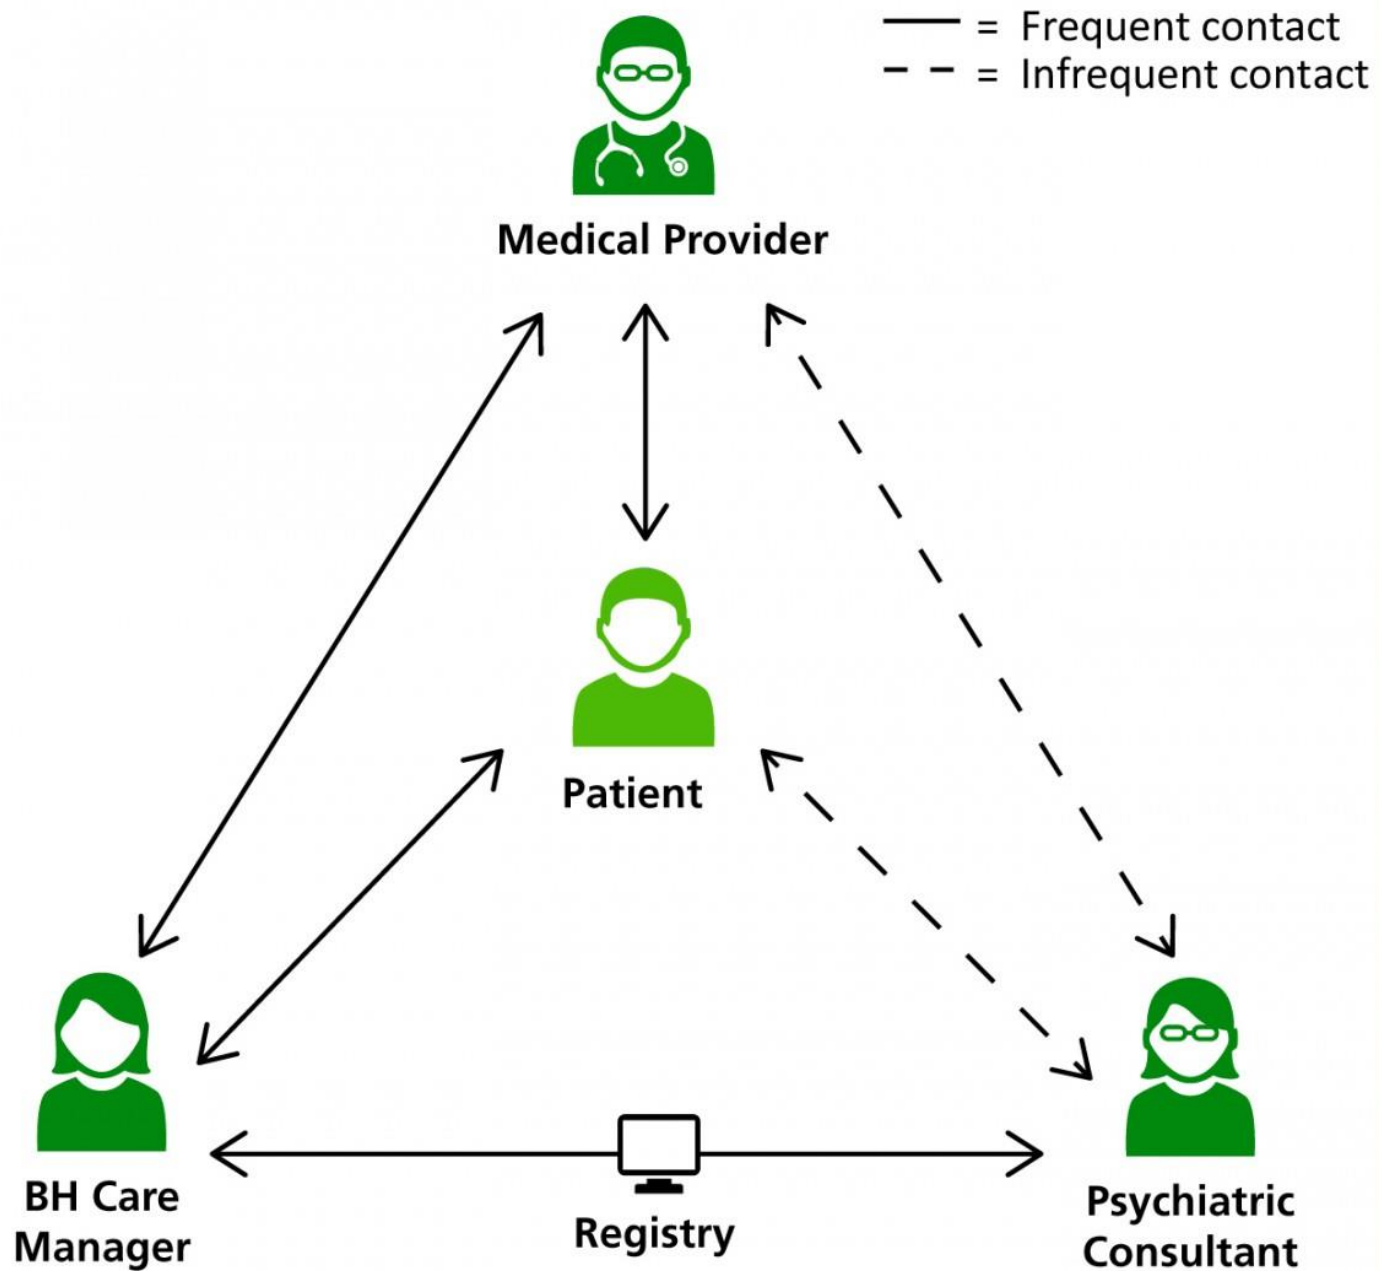 = Frequent contact
= Infrequent contact
Medical Provider
Patient
BH Care
Manager
Registry
Psychiatric
Consultant